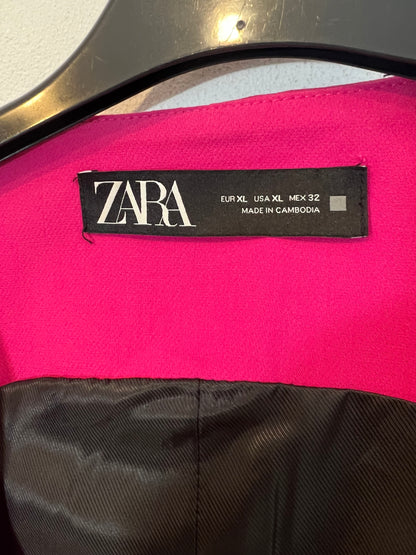 ZARA
EUR XL USA XL MEX 32
MADE IN CAMBODIA